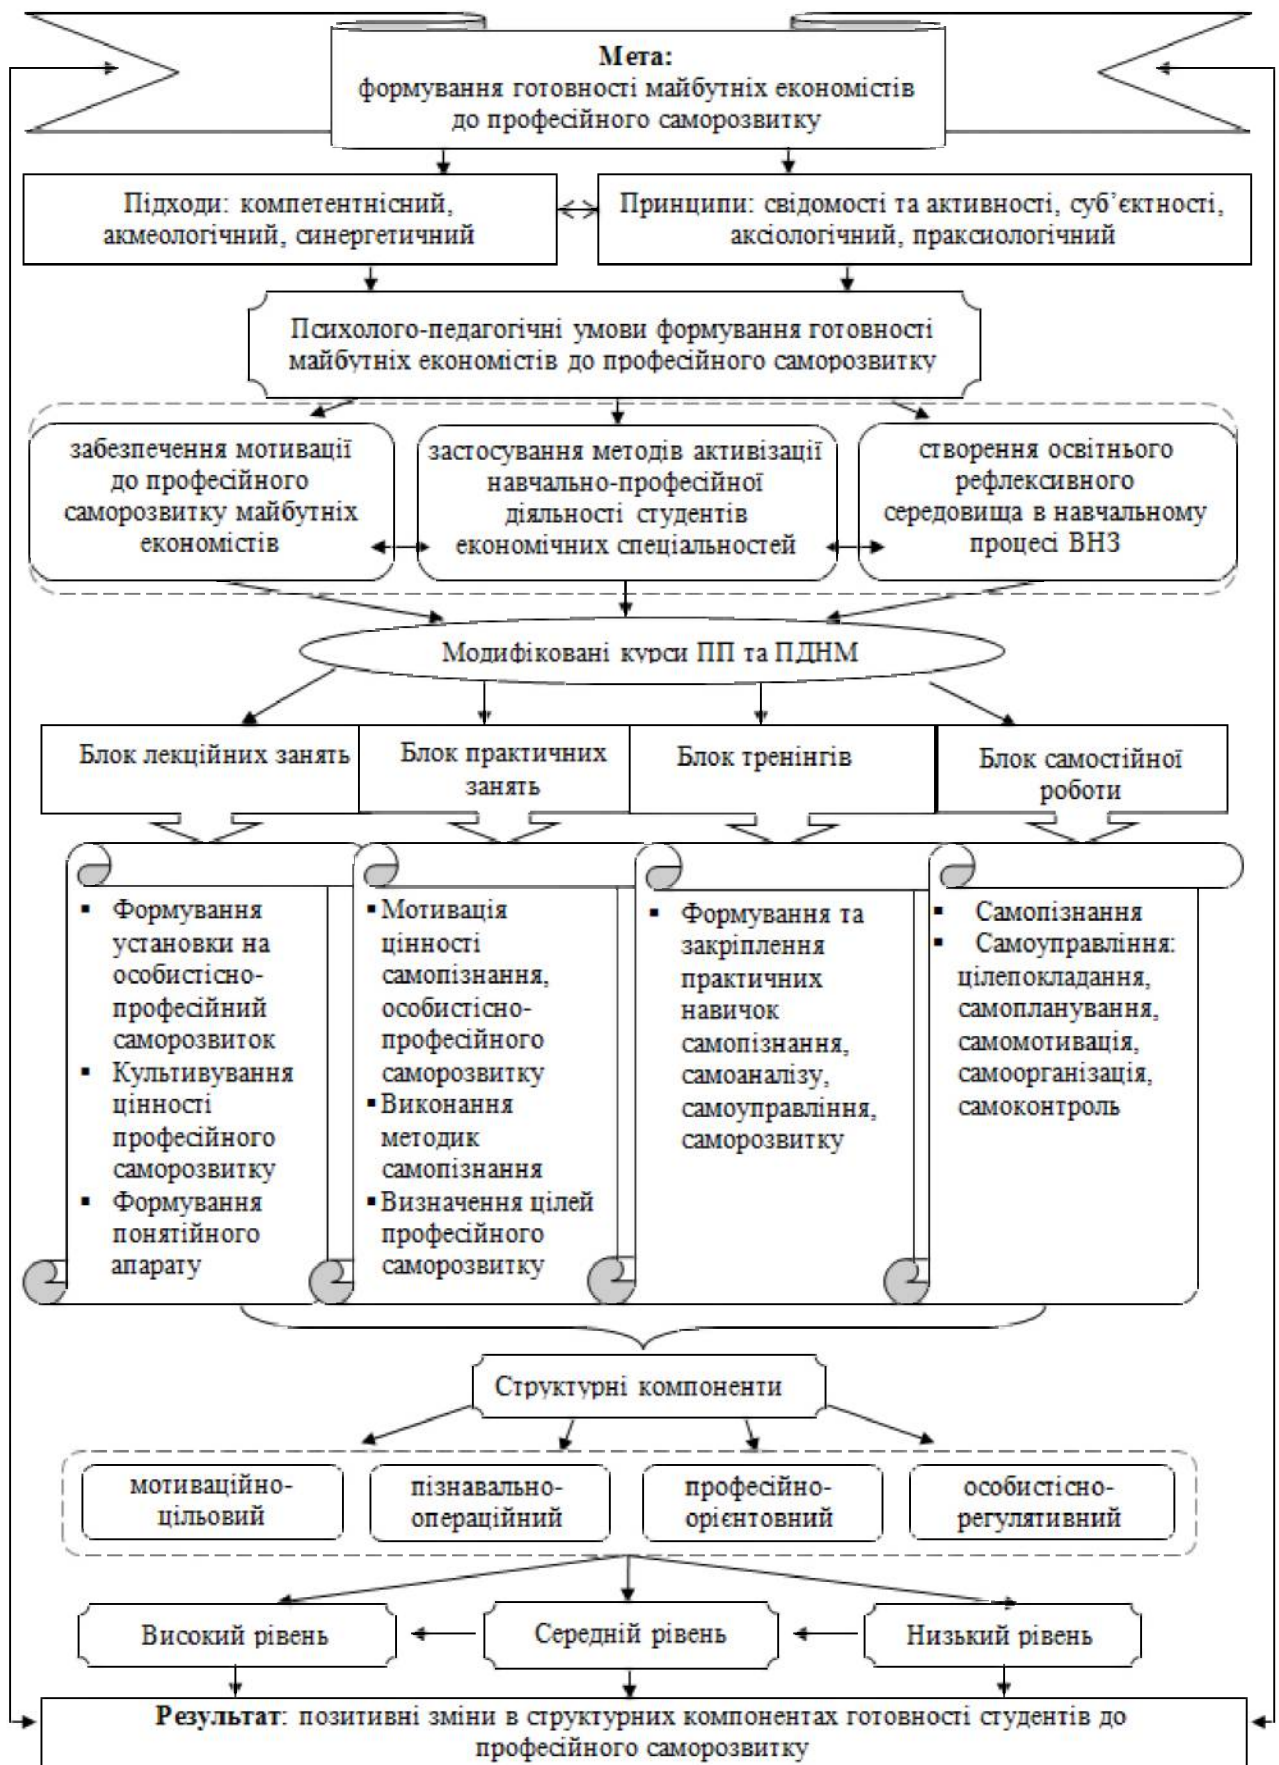 Мета:
формування готовності майбутніх економістів
до професійного саморозвитку
Підходи: компетентнісний,
акмеологічний, синергетичний
Принципи: свідомості та активності, суб’єктності,
аксіологічний, праксиологічний
Психолого-педагогічні умови формування готовності
майбутніх економістів до професійного саморозвитку
забезпечення мотивації
до професійного
саморозвитку майбутніх
економістів
застосування методів активізації
навчально-професійної
діяльності студентів
економічних спеціальностей
створення освітнього
рефлексивного
середовища в навчальному
процесі ВНЗ
Модифіковані курси ПП та ПДНМ
Блок лекційних занять
Блок практичних
занять
Блок тренінгів
Блок самостійної
роботи
▪ Формування
установки на
особистісно-
професійний
саморозвиток
▪ Культивування
цінності
професійного
саморозвитку
▪ Формування
понятійного
апарату
▪ Мотивація
цінності
самопізнання,
особистісно-
професійного
саморозвитку
▪ Виконання
методик
самопізнання
▪ Визначення цілей
професійного
саморозвитку
▪ Формування та
закріплення
практичних
навичок
самопізнання,
самоаналізу,
самоуправління,
саморозвитку
▪ Самопізнання
▪ Самоуправління:
цілепокладання,
самопланування,
самомотивація,
самоорганізація,
самоконтроль
Структурні компоненти
мотиваційно-
цільовий
пізнавально-
операційний
професійно-
орієнтовний
особистісно-
регулятивний
Високий рівень
Середній рівень
Низький рівень
Результат: позитивні зміни в структурних компонентах готовності студентів до
професійного саморозвитку